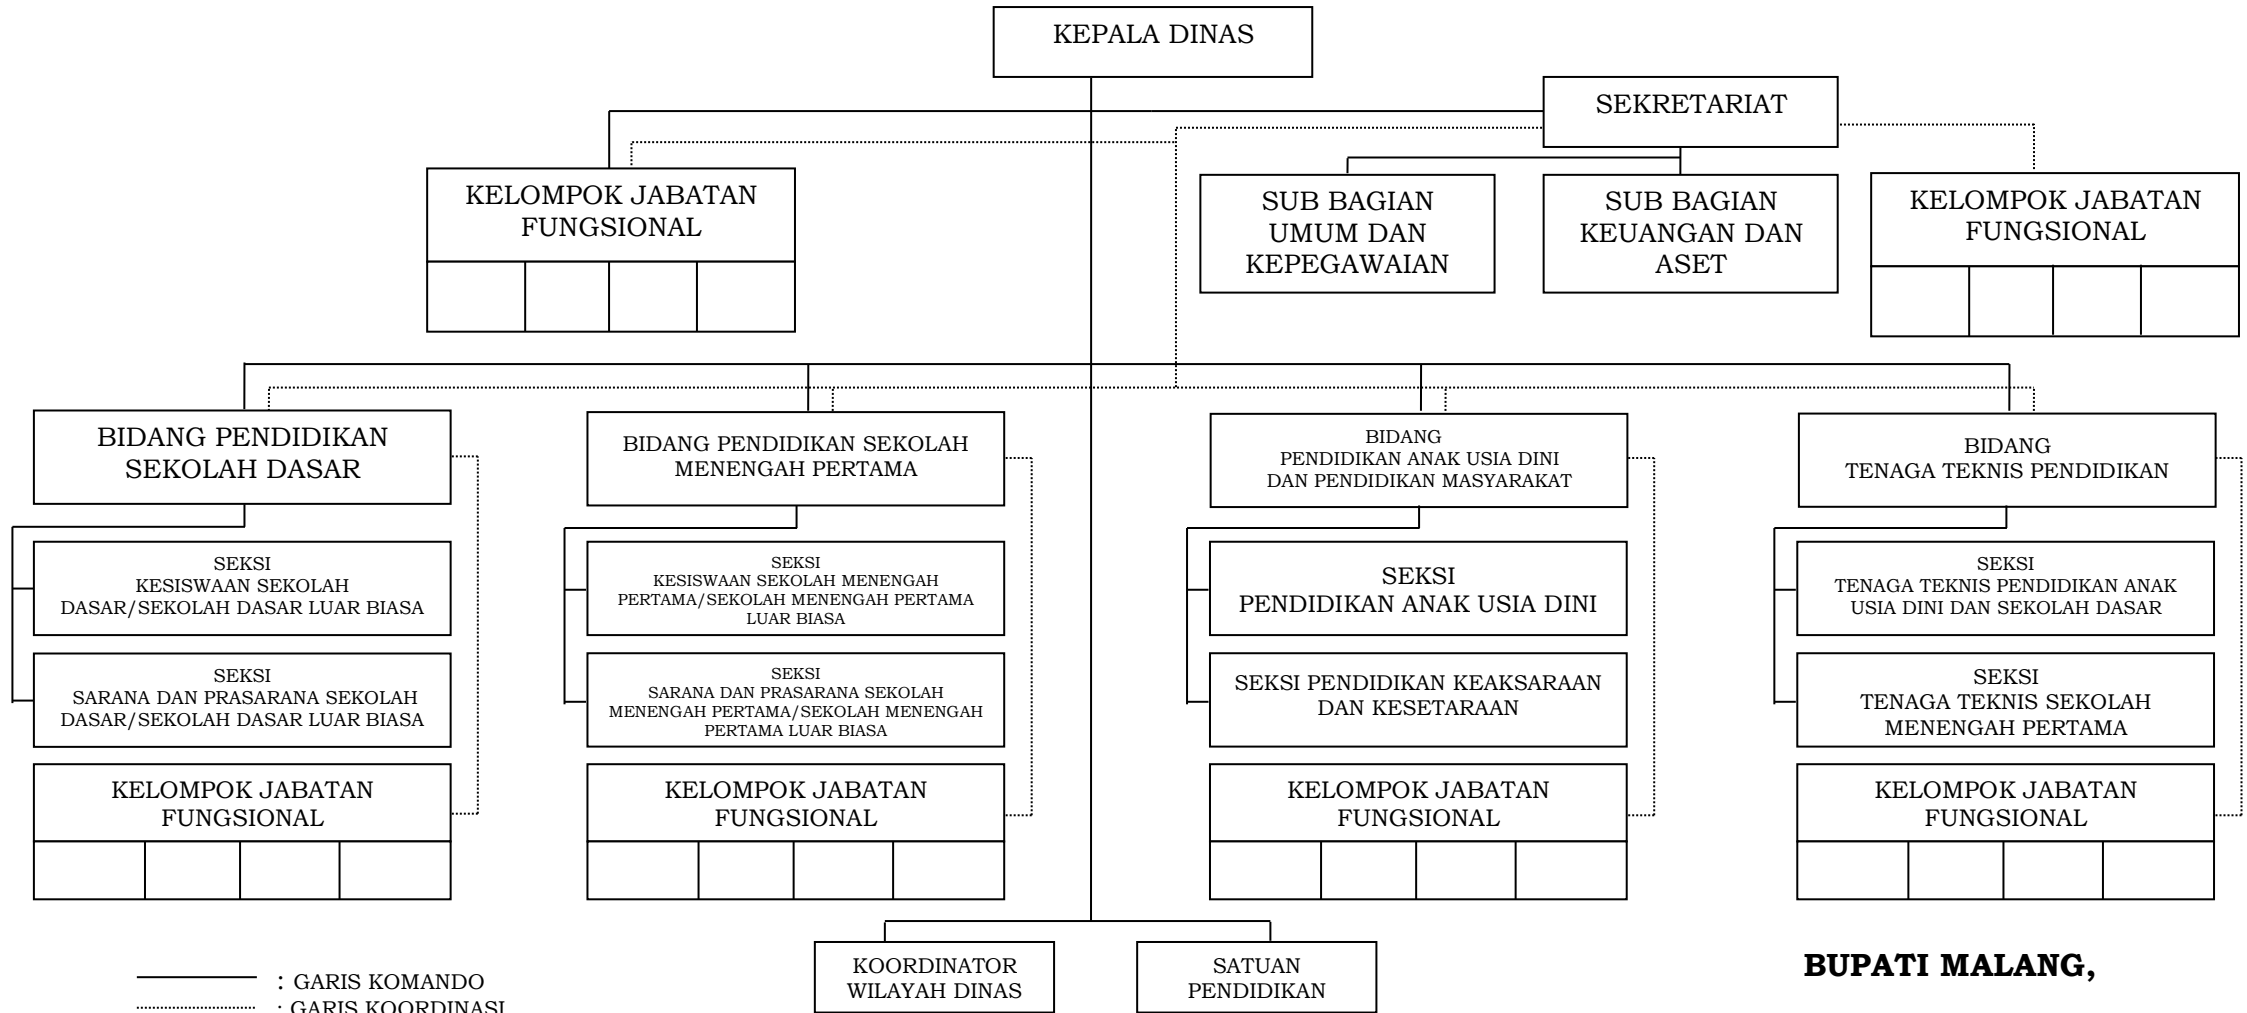 KEPALA DINAS
SEKRETARIAT
KELOMPOK JABATAN
FUNGSIONAL
SUB BAGIAN
UMUM DAN
KEPEGAWAIAN
SUB BAGIAN
KEUANGAN DAN
ASET
KELOMPOK JABATAN
FUNGSIONAL
BIDANG PENDIDIKAN
SEKOLAH DASAR
BIDANG PENDIDIKAN SEKOLAH
MENENGAH PERTAMA
BIDANG
PENDIDIKAN ANAK USIA DINI
DAN PENDIDIKAN MASYARAKAT
BIDANG
TENAGA TEKNIS PENDIDIKAN
SEKSI
KESISWAAN SEKOLAH
DASAR/SEKOLAH DASAR LUAR BIASA
SEKSI
KESISWAAN SEKOLAH MENENGAH
PERTAMA/SEKOLAH MENENGAH PERTAMA
LUAR BIASA
SEKSI
PENDIDIKAN ANAK USIA DINI
SEKSI
TENAGA TEKNIS PENDIDIKAN ANAK
USIA DINI DAN SEKOLAH DASAR
SEKSI
SARANA DAN PRASARANA SEKOLAH
DASAR/SEKOLAH DASAR LUAR BIASA
SEKSI
SARANA DAN PRASARANA SEKOLAH
MENENGAH PERTAMA/SEKOLAH MENENGAH
PERTAMA LUAR BIASA
SEKSI PENDIDIKAN KEAKSARAAN
DAN KESETARAAN
SEKSI
TENAGA TEKNIS SEKOLAH
MENENGAH PERTAMA
KELOMPOK JABATAN
FUNGSIONAL
KELOMPOK JABATAN
FUNGSIONAL
KELOMPOK JABATAN
FUNGSIONAL
KELOMPOK JABATAN
FUNGSIONAL
KOORDINATOR
WILAYAH DINAS
SATUAN
PENDIDIKAN
BUPATI MALANG,
: GARIS KOMANDO
: GARIS KOORDINASI